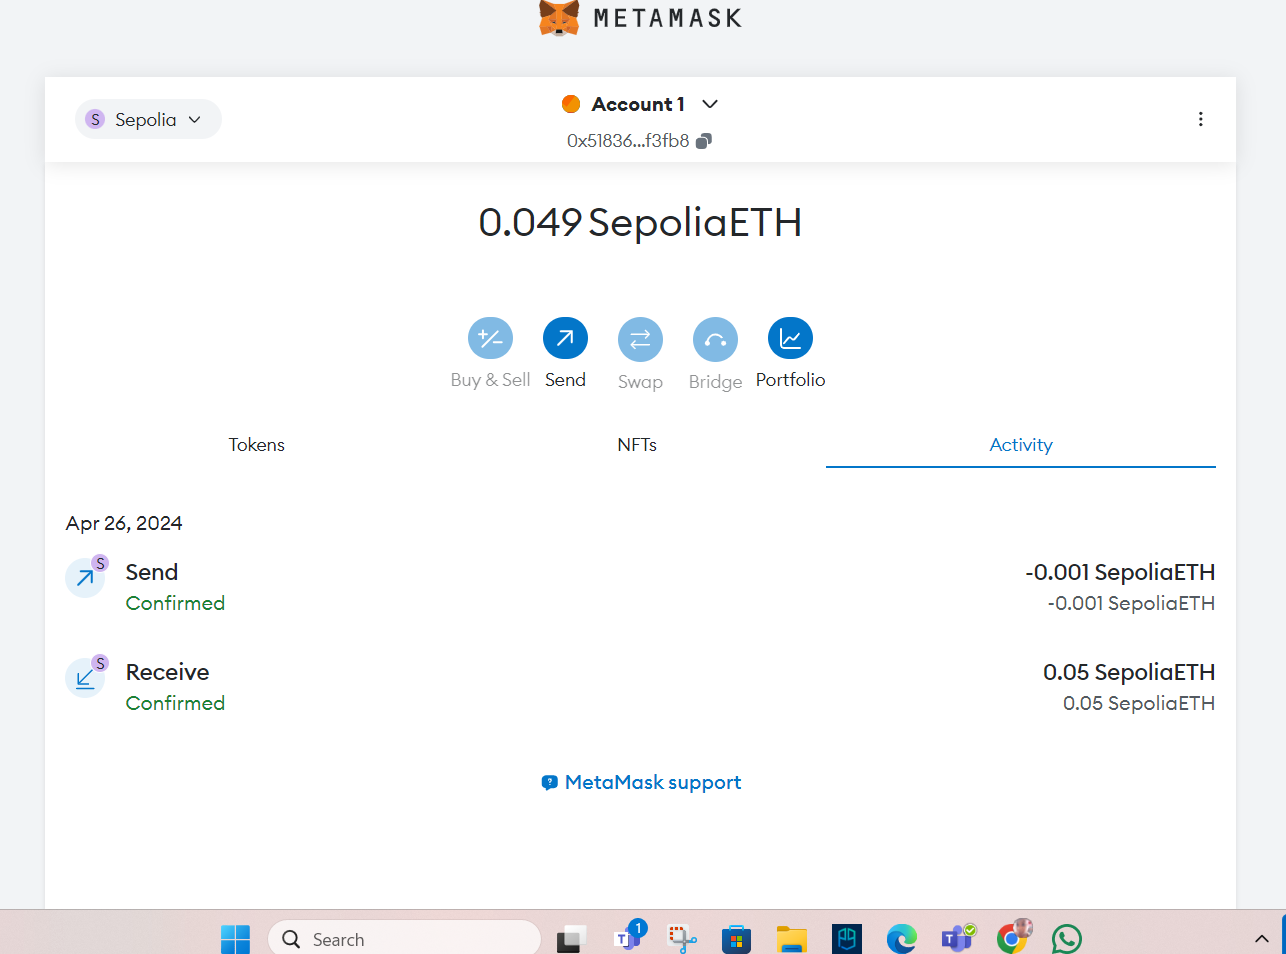 METAMASK
S Sepolia
Account 1
0x51836...f3fb8
0.049 SepoliaETH
Buy & Sell Send Swap Bridge Portfolio
Tokens NFTs Activity
Apr 26, 2024
S Send -0.001 SepoliaETH
Confirmed -0.001 SepoliaETH
S Receive 0.05 SepoliaETH
Confirmed 0.05 SepoliaETH
? MetaMask support
Search
T 1
T